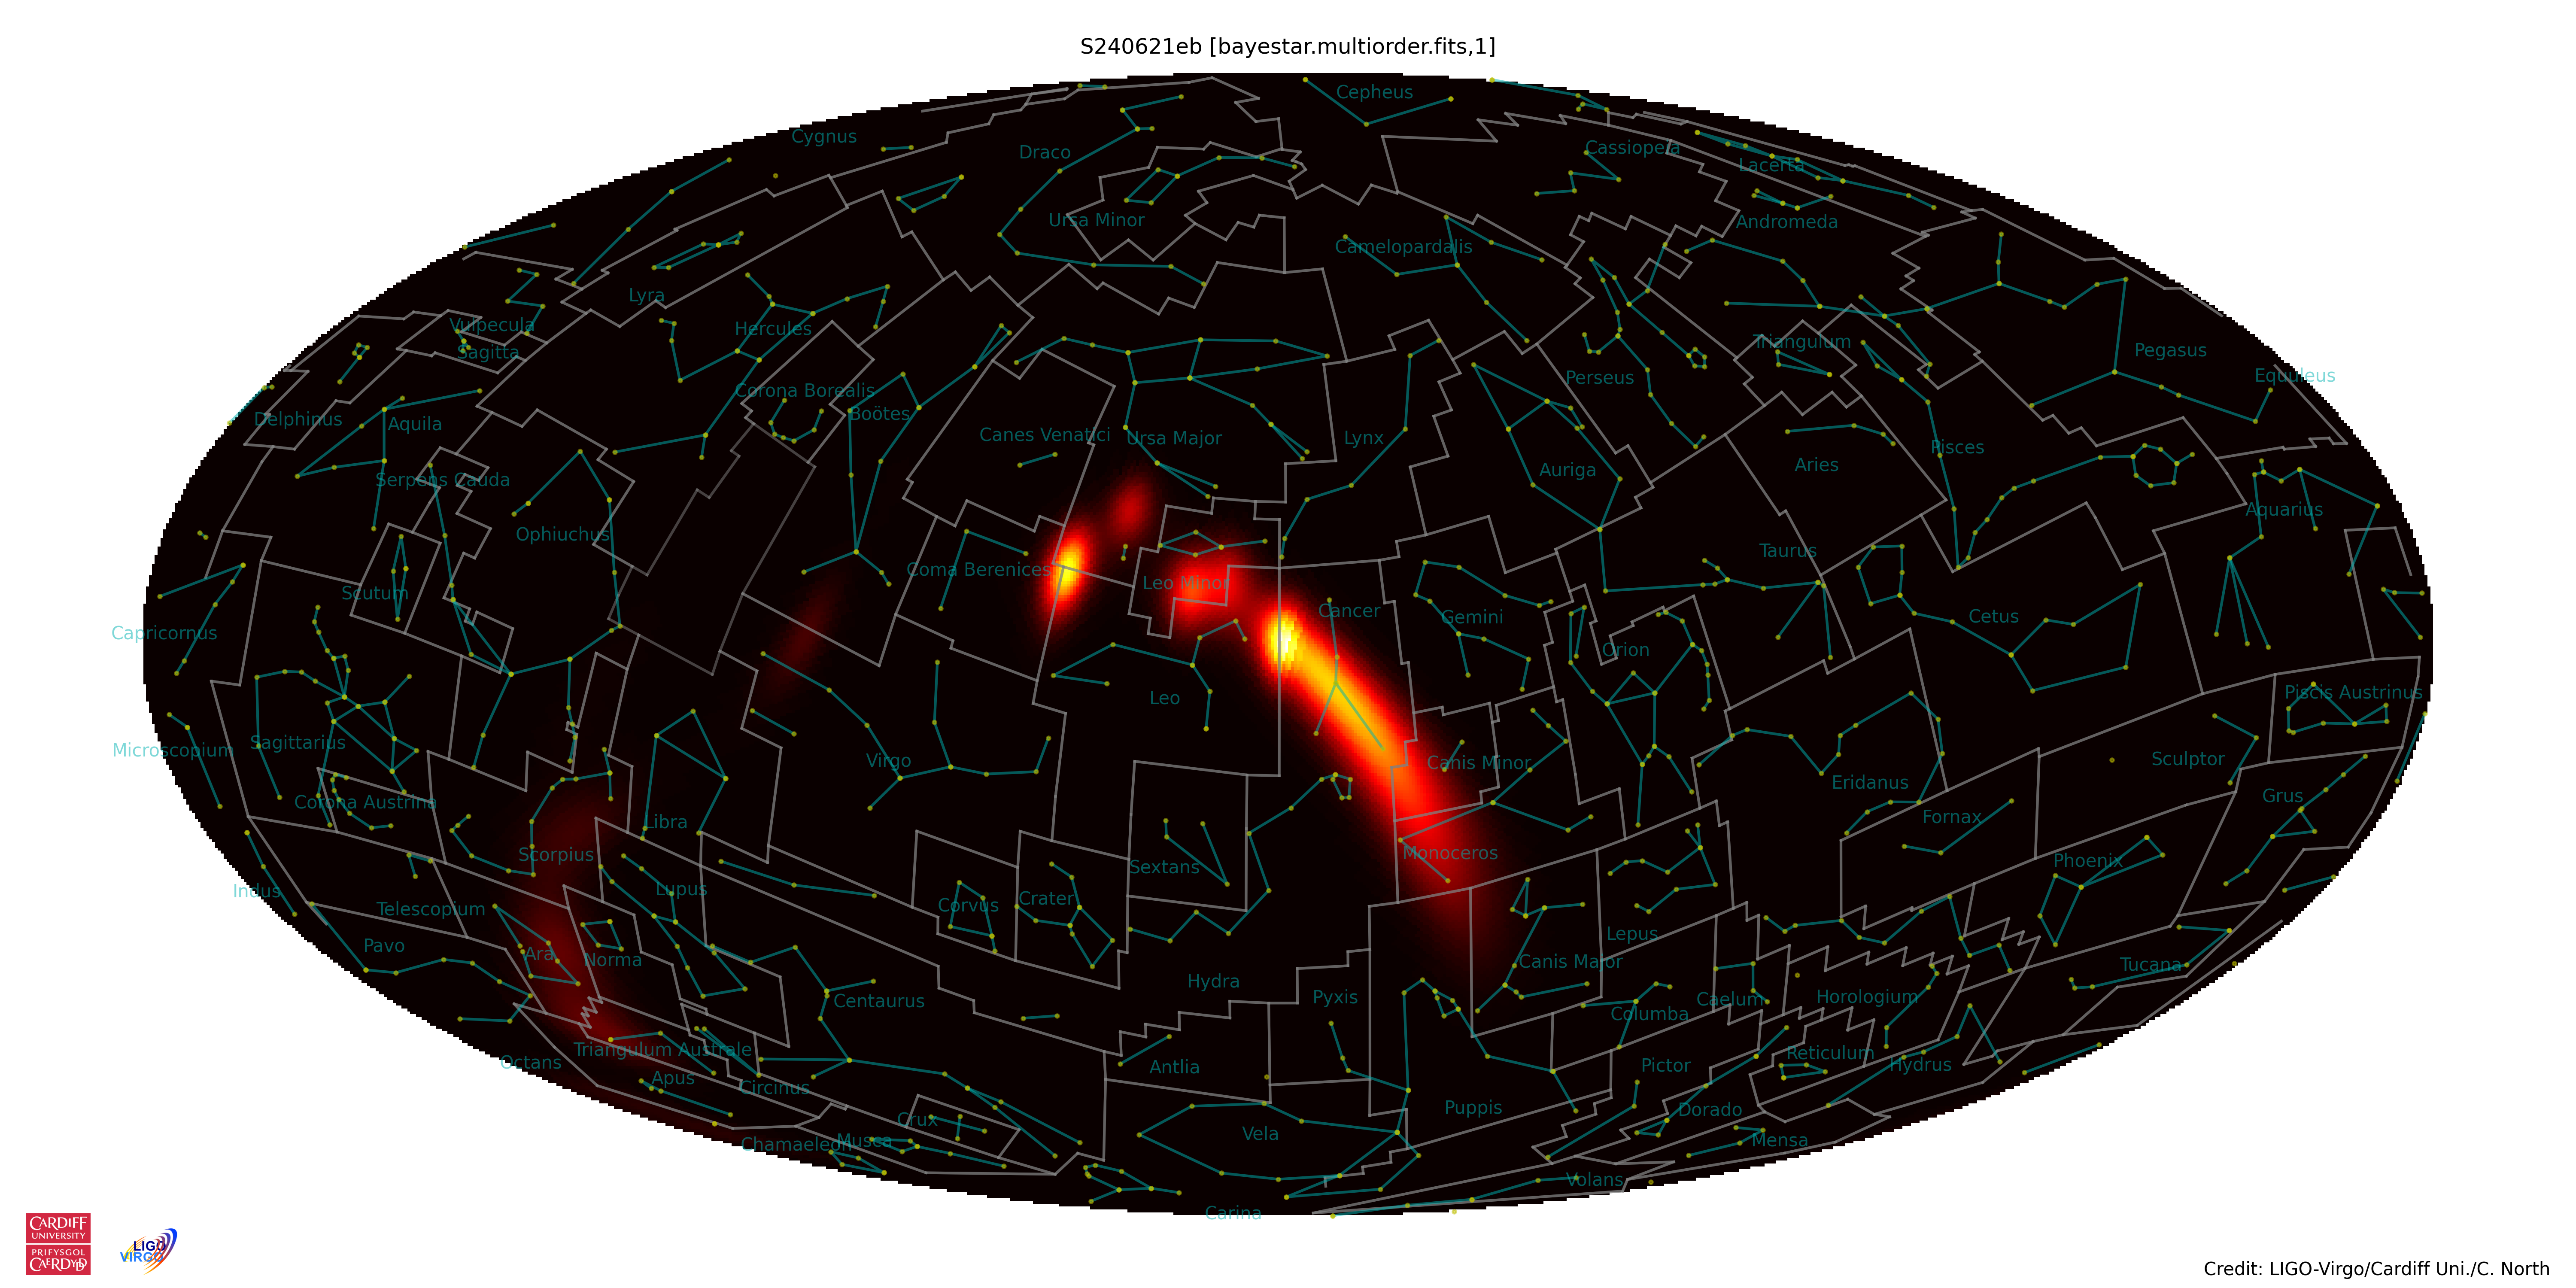 S240621eb [bayestar.multiorder.fits,1]
Cepheus
Cygnus
Draco
Cassiopeia
Lacerta
Ursa Minor
Andromeda
Camelopardalis
Lyra
Vulpecula
Hercules
Triangulum
Sagitta
Pegasus
Equuleus
Perseus
Corona Borealis
Boötes
Delphinus
Aquila
Canes Venatici
Ursa Major
Lynx
Pisces
Aries
Auriga
Serpens Cauda
Aquarius
Ophiuchus
Taurus
Coma Berenices
Leo Minor
Scutum
Cancer
Gemini
Cetus
Capricornus
Orion
Leo
Piscis Austrinus
Sagittarius
Microscopium
Virgo
Canis Minor
Sculptor
Eridanus
Grus
Corona Austrina
Fornax
Libra
Scorpius
Monoceros
Phoenix
Sextans
Indus
Lupus
Crater
Corvus
Telescopium
Lepus
Pavo
Ara
Norma
Canis Major
Tucana
Hydra
Pyxis
Horologium
Centaurus
Caelum
Columba
Triangulum Australe
Reticulum
Octans
Antlia
Pictor
Hydrus
Apus
Circinus
Puppis
Dorado
Crux
Vela
Chamaeleon
Musca
Mensa
Volans
Carina
CARDIFF
UNIVERSITY
PRIFYSGOL
CAERDYDD
LIGO
VIRGO
Credit: LIGO-Virgo/Cardiff Uni./C. North